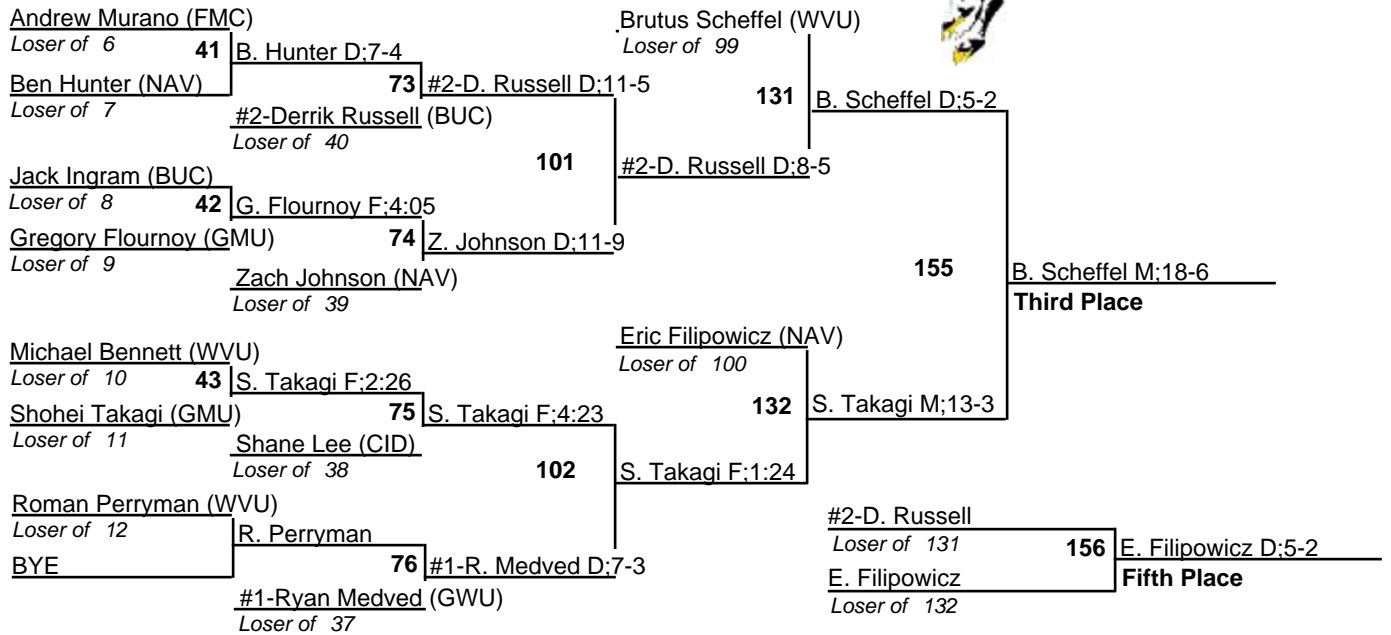 Andrew Murano (FMC)
Loser of 6
41 B. Hunter D;7-4
Ben Hunter (NAV)
Loser of 7
73 #2-D. Russell D;11-5
#2-Derrik Russell (BUC)
Loser of 40
Jack Ingram (BUC)
Loser of 8
42 G. Flournoy F;4:05
Gregory Flournoy (GMU)
Loser of 9
74 Z. Johnson D;11-9
Zach Johnson (NAV)
Loser of 39
101 #2-D. Russell D;8-5
Brutus Scheffel (WVU)
Loser of 99
131 B. Scheffel D;5-2
Michael Bennett (WVU)
Loser of 10
43 S. Takagi F;2:26
Shohei Takagi (GMU)
Loser of 11
75 S. Takagi F;4:23
Shane Lee (CID)
Loser of 38
Roman Perryman (WVU)
Loser of 12
R. Perryman
BYE
76 #1-R. Medved D;7-3
#1-Ryan Medved (GWU)
Loser of 37
102 S. Takagi F;1:24
Eric Filipowicz (NAV)
Loser of 100
132 S. Takagi M;13-3
155 B. Scheffel M;18-6
Third Place
#2-D. Russell
Loser of 131
156 E. Filipowicz D;5-2
Fifth Place
E. Filipowicz
Loser of 132